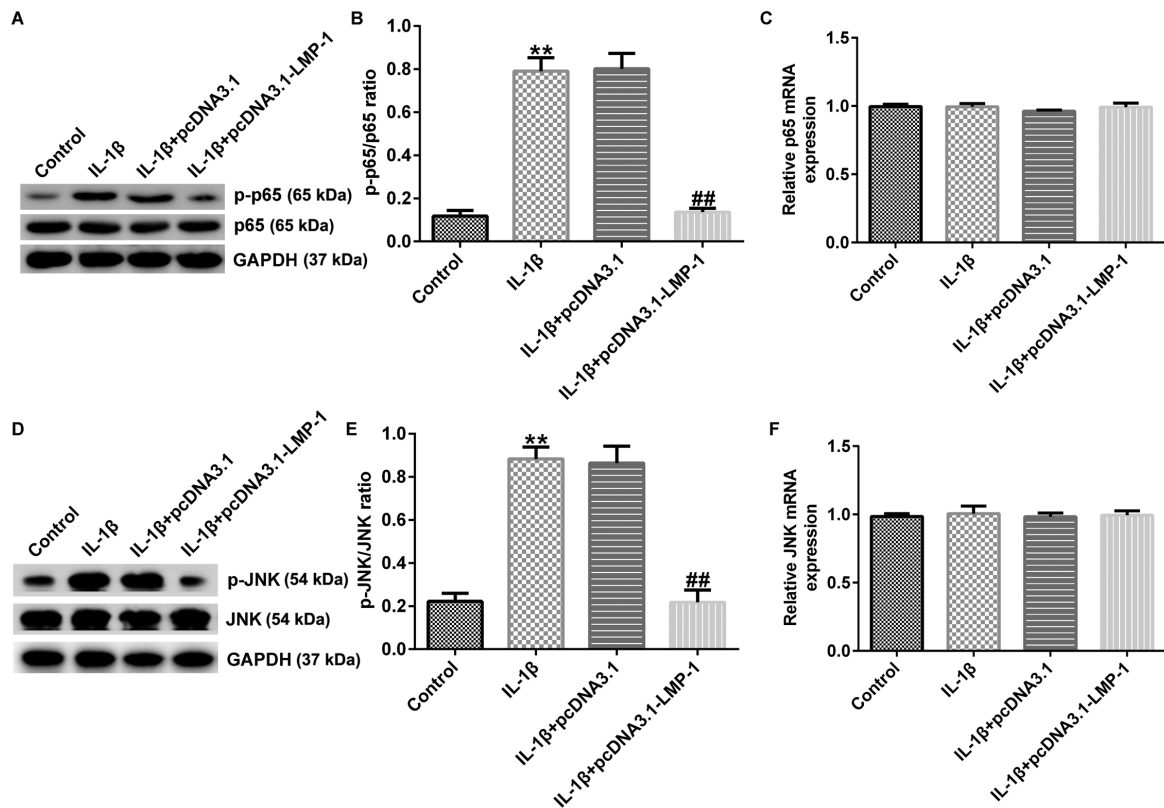 A
Control
IL-1β
IL-1β+pcDNA3.1
IL-1β+pcDNA3.1-LMP-1
p-p65 (65 kDa)
p65 (65 kDa)
GAPDH (37 kDa)
B
p-p65/p65 ratio
1.0
0.8
0.6
0.4
0.2
0.0
**
##
Control
IL-1β
IL-1β+pcDNA3.1
IL-1β+pcDNA3.1-LMP-1
C
Relative p65 mRNA
expression
1.5
1.0
0.5
0.0
Control
IL-1β
IL-1β+pcDNA3.1
IL-1β+pcDNA3.1-LMP-1
D
Control
IL-1β
IL-1β+pcDNA3.1
IL-1β+pcDNA3.1-LMP-1
p-JNK (54 kDa)
JNK (54 kDa)
GAPDH (37 kDa)
E
p-JNK/JNK ratio
1.0
0.8
0.6
0.4
0.2
0.0
**
##
Control
IL-1β
IL-1β+pcDNA3.1
IL-1β+pcDNA3.1-LMP-1
F
Relative JNK mRNA
expression
1.5
1.0
0.5
0.0
Control
IL-1β
IL-1β+pcDNA3.1
IL-1β+pcDNA3.1-LMP-1